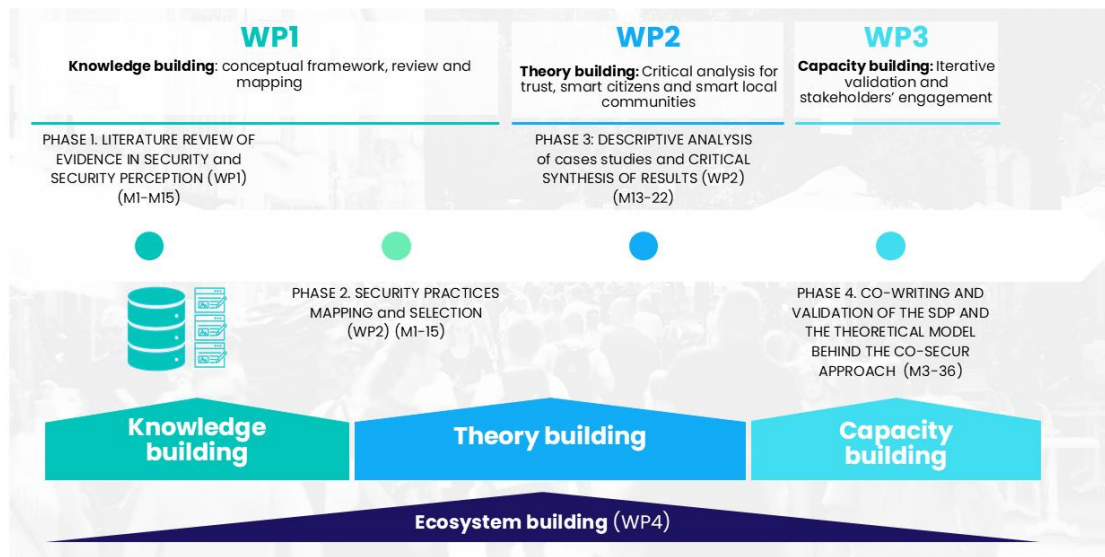 WP1
Knowledge building: conceptual framework, review and
mapping
WP2
Theory building: Critical analysis for
trust, smart citizens and smart local
communities
WP3
Capacity building: Iterative
validation and
stakeholders' engagement
PHASE 1. LITERATURE REVIEW OF
EVIDENCE IN SECURITY and
SECURITY PERCEPTION (WP1)
(M1-M15)
PHASE 3: DESCRIPTIVE ANALYSIS
of cases studies and CRITICAL
SYNTHESIS OF RESULTS (WP2)
(M13-22)
PHASE 2. SECURITY PRACTICES
MAPPING and SELECTION
(WP2) (M1-15)
PHASE 4. CO-WRITING AND
VALIDATION OF THE SDP AND
THE THEORETICAL MODEL
BEHIND THE CO-SECUR
APPROACH (M3-36)
Knowledge
building
Theory building
Capacity
building
Ecosystem building (WP4)